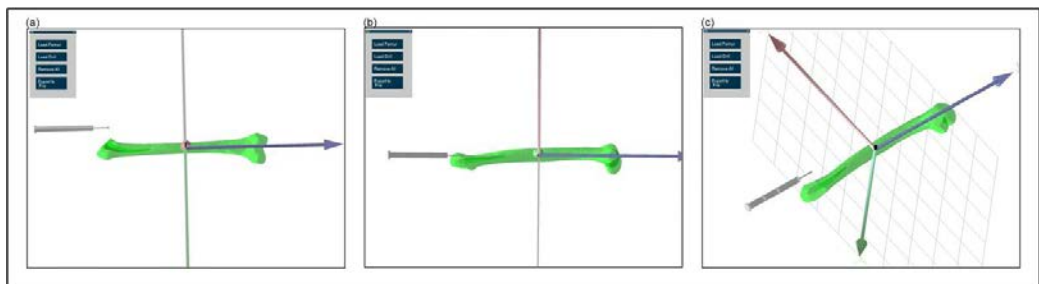 (a)
Load Femur
Load Drill
Remove All
Export to
File
(b)
Load Femur
Load Drill
Remove All
Export to
File
(c)
Load Femur
Load Drill
Remove All
Export to
File